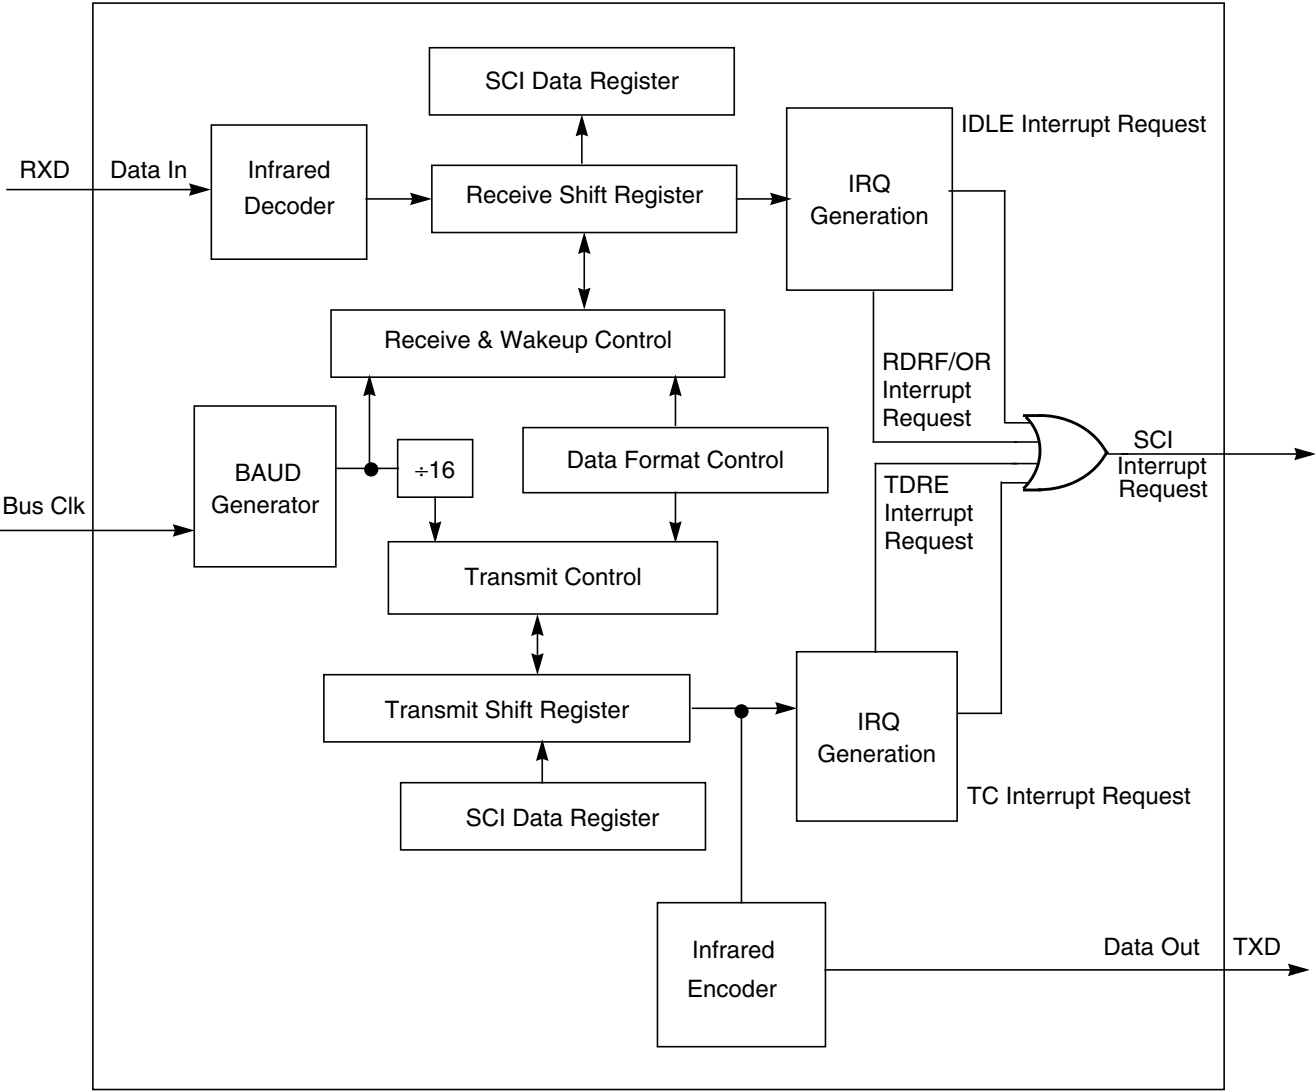 SCI Data Register
IDLE Interrupt Request
RXD
Data In
Infrared
Decoder
Receive Shift Register
IRQ
Generation
Receive & Wakeup Control
RDRF/OR
Interrupt
Request
BAUD
Generator
÷16
Data Format Control
SCI
Interrupt
Request
Bus Clk
TDRE
Interrupt
Request
Transmit Control
Transmit Shift Register
IRQ
Generation
SCI Data Register
TC Interrupt Request
Infrared
Encoder
Data Out
TXD